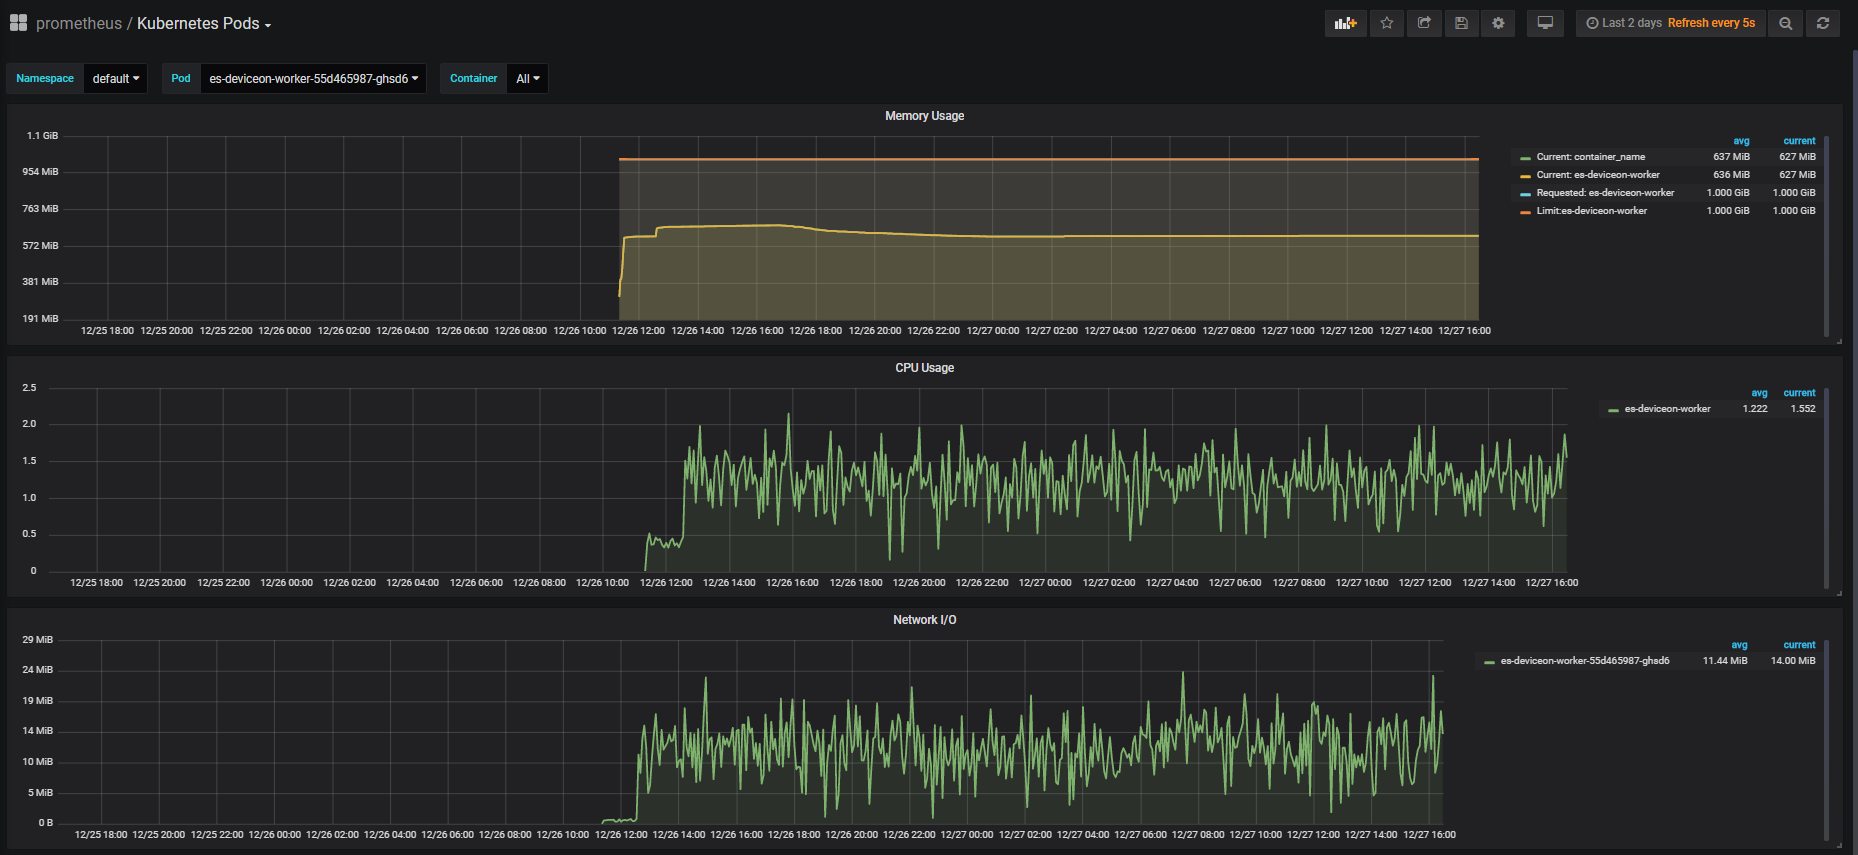 prometheus / Kubernetes Pods
Last 2 days Refresh every 5s
Namespace default Pod es-deviceon-worker-55d465987-ghsd6 Container All
Memory Usage
1.1 GiB
954 MiB
763 MiB
572 MiB
381 MiB
191 MiB
12/25 18:00 12/25 20:00 12/25 22:00 12/26 00:00 12/26 02:00 12/26 04:00 12/26 06:00 12/26 08:00 12/26 10:00 12/26 12:00 12/26 14:00 12/26 16:00 12/26 18:00 12/26 20:00 12/26 22:00 12/27 00:00 12/27 02:00 12/27 04:00 12/27 06:00 12/27 08:00 12/27 10:00 12/27 12:00 12/27 14:00 12/27 16:00
avg current
Current: container_name 637 MiB 627 MiB
Current: es-deviceon-worker 636 MiB 627 MiB
Requested: es-deviceon-worker 1.000 GiB 1.000 GiB
Limit:es-deviceon-worker 1.000 GiB 1.000 GiB
CPU Usage
2.5
2.0
1.5
1.0
0.5
0
12/25 18:00 12/25 20:00 12/25 22:00 12/26 00:00 12/26 02:00 12/26 04:00 12/26 06:00 12/26 08:00 12/26 10:00 12/26 12:00 12/26 14:00 12/26 16:00 12/26 18:00 12/26 20:00 12/26 22:00 12/27 00:00 12/27 02:00 12/27 04:00 12/27 06:00 12/27 08:00 12/27 10:00 12/27 12:00 12/27 14:00 12/27 16:00
avg current
es-deviceon-worker 1.222 1.552
Network I/O
29 MiB
24 MiB
19 MiB
14 MiB
10 MiB
5 MiB
0 B
12/25 18:00 12/25 20:00 12/25 22:00 12/26 00:00 12/26 02:00 12/26 04:00 12/26 06:00 12/26 08:00 12/26 10:00 12/26 12:00 12/26 14:00 12/26 16:00 12/26 18:00 12/26 20:00 12/26 22:00 12/27 00:00 12/27 02:00 12/27 04:00 12/27 06:00 12/27 08:00 12/27 10:00 12/27 12:00 12/27 14:00 12/27 16:00
avg current
es-deviceon-worker-55d465987-ghsd6 11.44 MiB 14.00 MiB